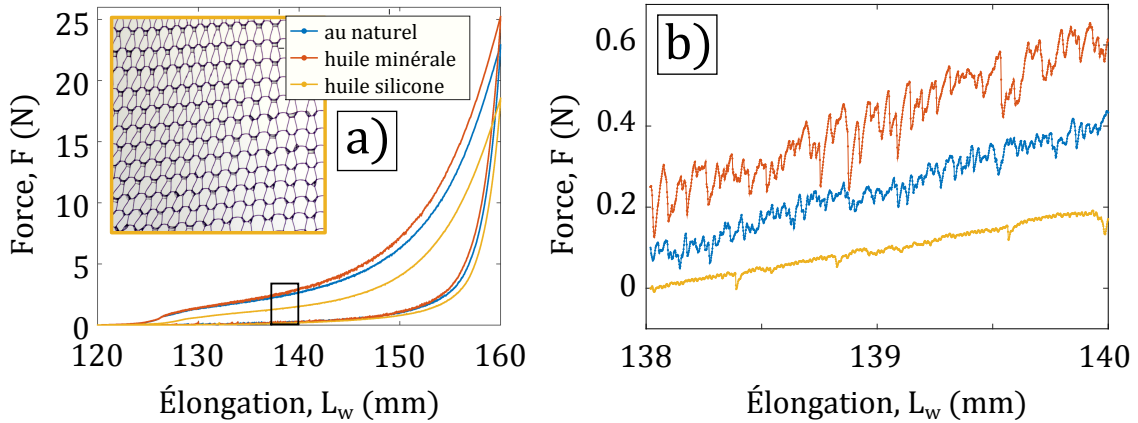 25
20
15
10
5
0
120
130
140
150
160
Force, F (N)
Élongation, L_w (mm)
au naturel
huile minérale
huile silicone
a)
b)
0.6
0.4
0.2
0
138
139
140
Force, F (N)
Élongation, L_w (mm)